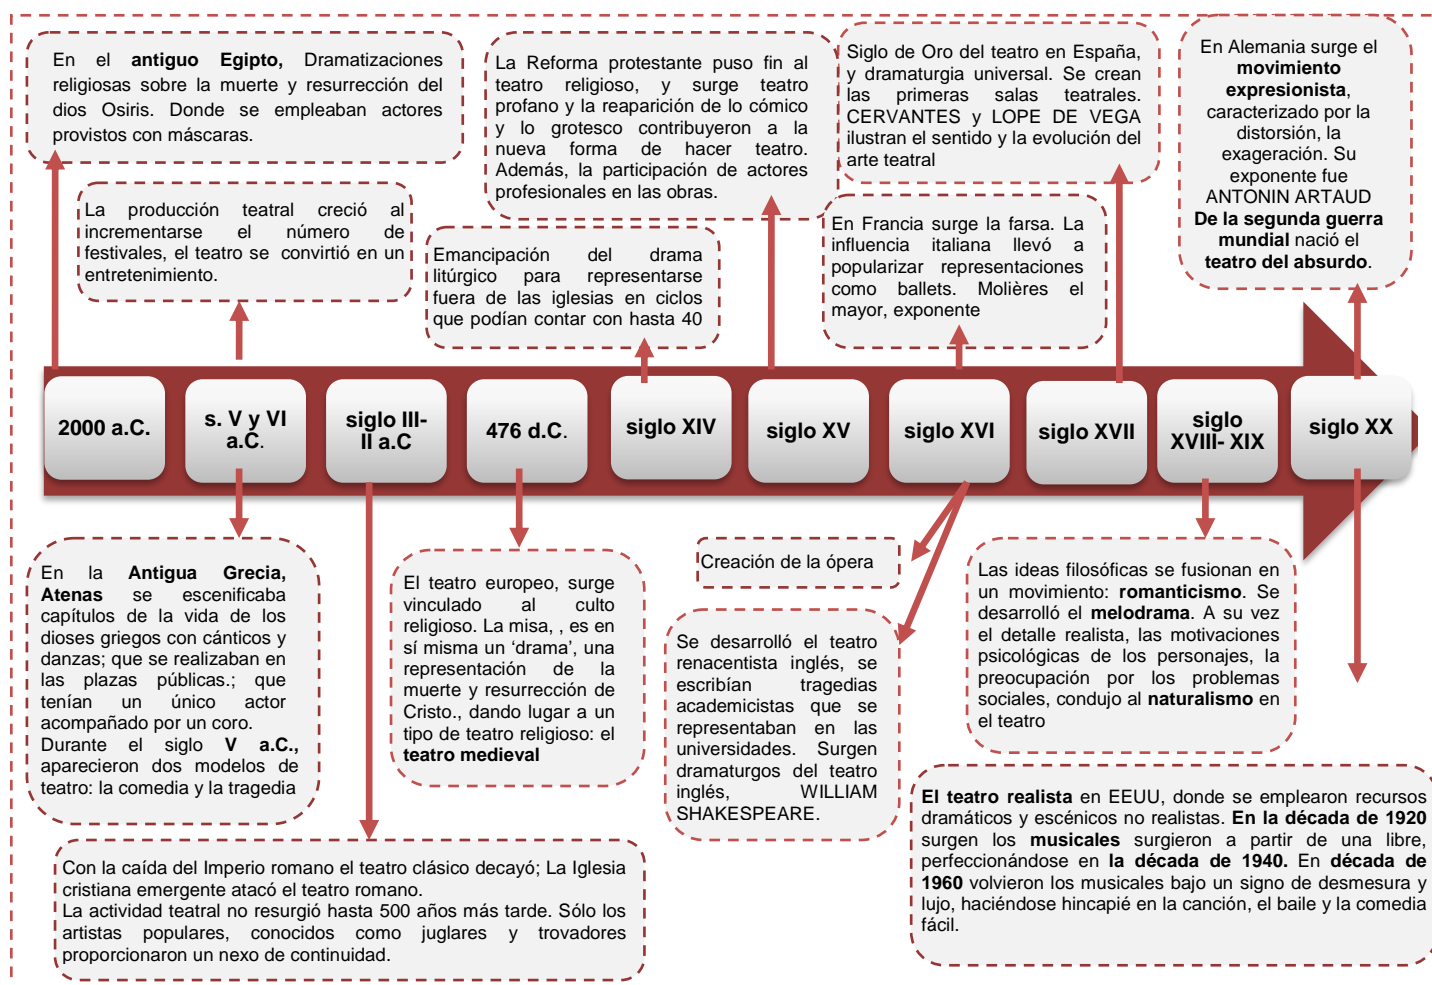 En el antiguo Egipto, Dramatizaciones
religiosas sobre la muerte y resurrección del
dios Osiris. Donde se empleaban actores
provistos con máscaras.
La producción teatral creció al
incrementarse el número de
festivales, el teatro se convirtió en un
entretenimiento.
La Reforma protestante puso fin al
teatro religioso, y surge teatro
profano y la reaparición de lo cómico
y lo grotesco contribuyeron a la
nueva forma de hacer teatro.
Además, la participación de actores
profesionales en las obras.
Emancipación del drama
litúrgico para representarse
fuera de las iglesias en ciclos
que podían contar con hasta 40
Siglo de Oro del teatro en España,
y dramaturgia universal. Se crean
las primeras salas teatrales.
CERVANTES y LOPE DE VEGA
ilustran el sentido y la evolución del
arte teatral
En Francia surge la farsa. La
influencia italiana llevó a
popularizar representaciones
como ballets. Molières el
mayor, exponente
En Alemania surge el
movimiento
expresionista,
caracterizado por la
distorsión, la
exageración. Su
exponente fue
ANTONIN ARTAUD
De la segunda guerra
mundial nació el
teatro del absurdo.
2000 a.C.
s. V y VI
a.C.
siglo III-
II a.C
476 d.C.
siglo XIV
siglo XV
siglo XVI
siglo XVII
siglo
XVIII- XIX
siglo XX
En la Antigua Grecia,
Atenas se escenificaba
capítulos de la vida de los
dioses griegos con cánticos y
danzas; que se realizaban en
las plazas públicas.; que
tenían un único actor
acompañado por un coro.
Durante el siglo V a.C.,
aparecieron dos modelos de
teatro: la comedia y la tragedia
El teatro europeo, surge
vinculado al culto
religioso. La misa, , es en
sí misma un ‘drama’, una
representación de la
muerte y resurrección de
Cristo., dando lugar a un
tipo de teatro religioso: el
teatro medieval
Creación de la ópera
Se desarrolló el teatro
renacentista inglés, se
escribían tragedias
academicistas que se
representaban en las
universidades. Surgen
dramaturgos del teatro
inglés, WILLIAM
SHAKESPEARE.
Las ideas filosóficas se fusionan en
un movimiento: romanticismo. Se
desarrolló el melodrama. A su vez
el detalle realista, las motivaciones
psicológicas de los personajes, la
preocupación por los problemas
sociales, condujo al naturalismo en
el teatro
Con la caída del Imperio romano el teatro clásico decayó; La Iglesia
cristiana emergente atacó el teatro romano.
La actividad teatral no resurgió hasta 500 años más tarde. Sólo los
artistas populares, conocidos como juglares y trovadores
proporcionaron un nexo de continuidad.
El teatro realista en EEUU, donde se emplearon recursos
dramáticos y escénicos no realistas. En la década de 1920
surgen los musicales surgieron a partir de una libre,
perfeccionándose en la década de 1940. En década de
1960 volvieron los musicales bajo un signo de desmesura y
lujo, haciéndose hincapié en la canción, el baile y la comedia
fácil.